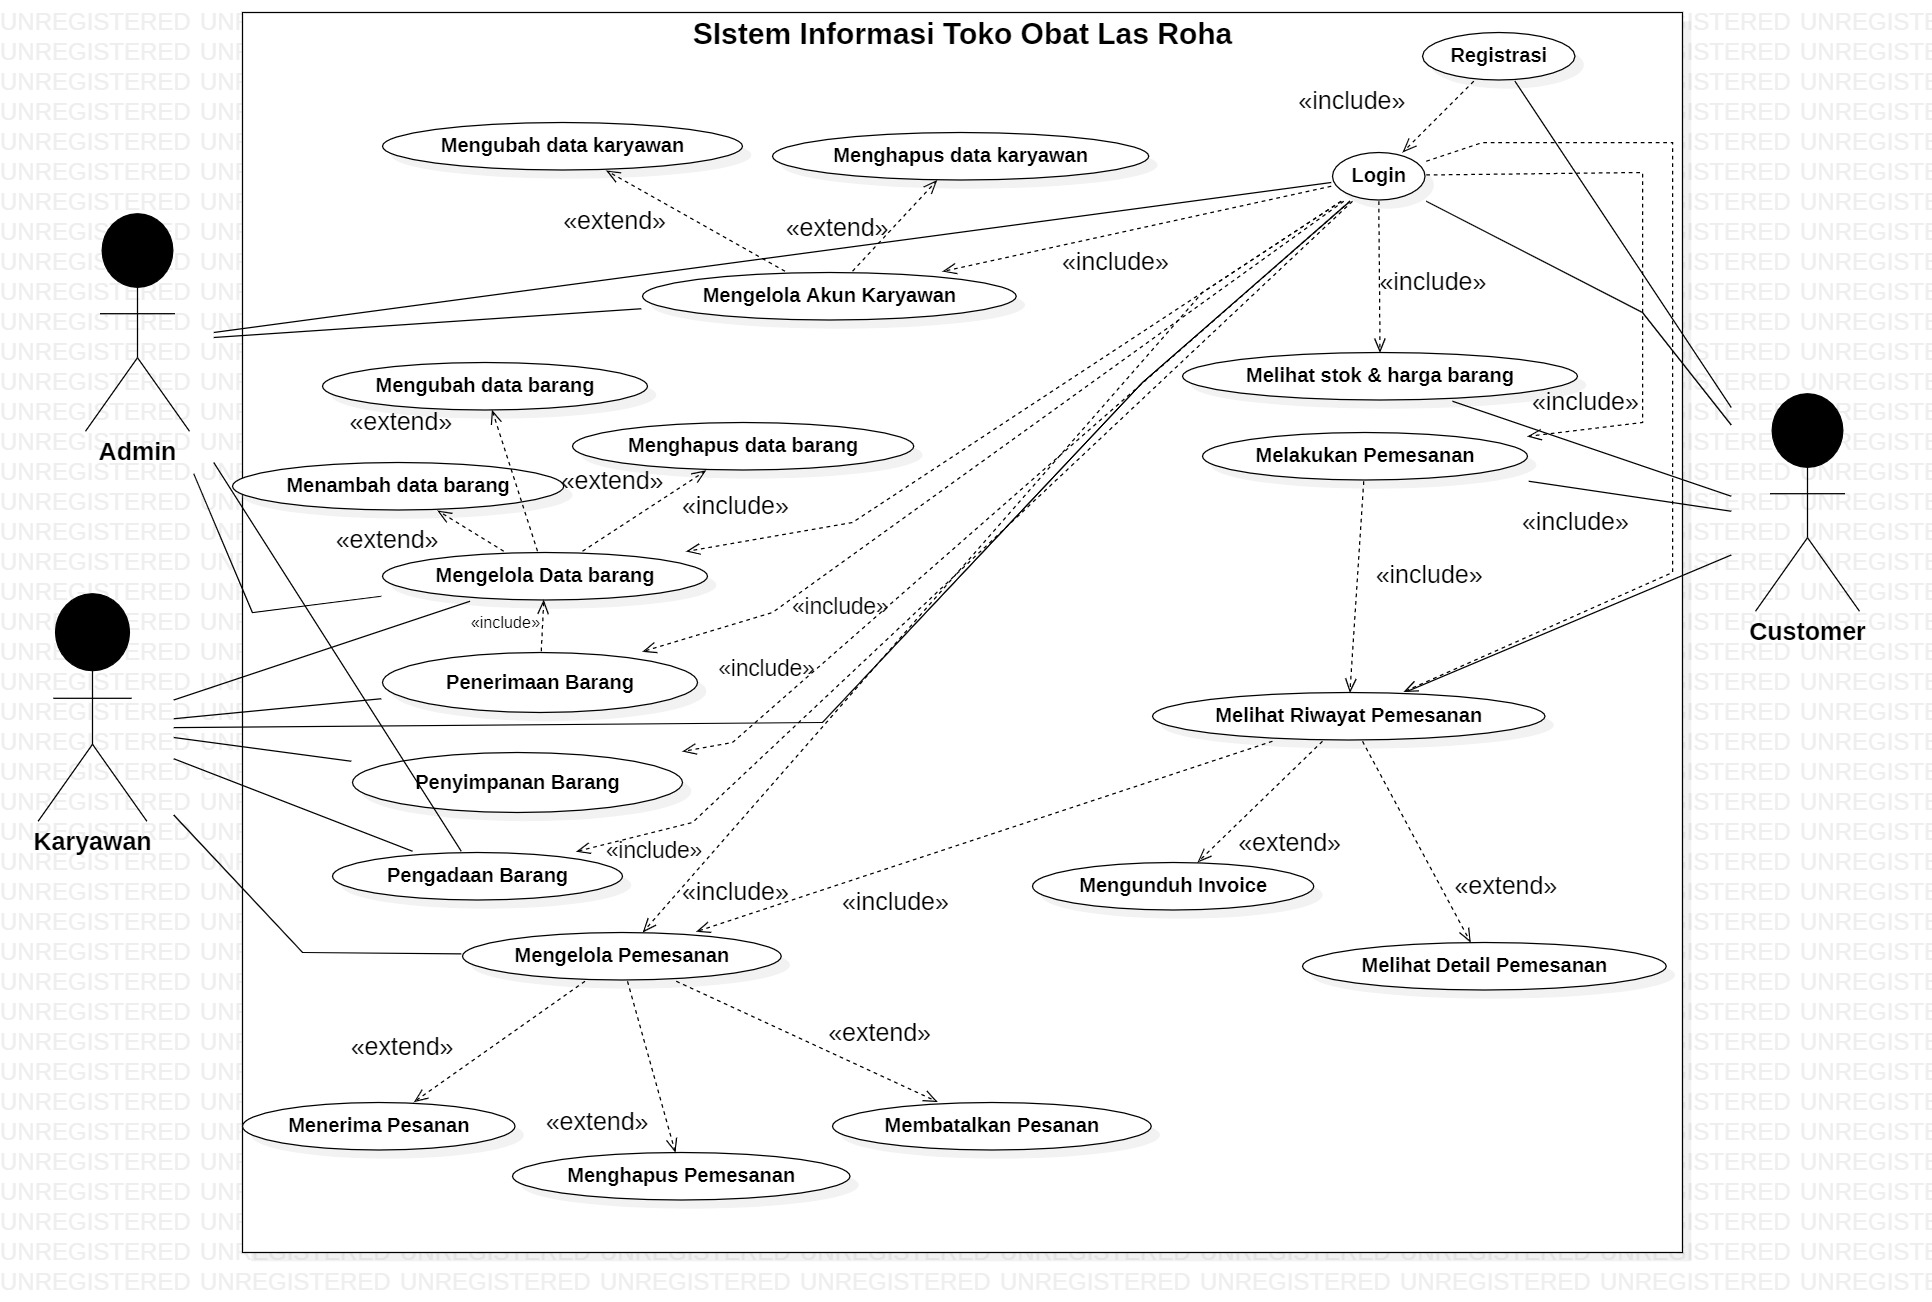 SIstem Informasi Toko Obat Las Roha
Registrasi
«include»
Mengubah data karyawan
Menghapus data karyawan
Login
«extend»
«extend»
«include»
«include»
Mengelola Akun Karyawan
Mengubah data barang
Melihat stok & harga barang
«include»
«extend»
Menghapus data barang
Melakukan Pemesanan
Admin
Menambah data barang
«extend»
«include»
«include»
«extend»
Mengelola Data barang
«include»
«include»
«include»
Customer
Penerimaan Barang
«include»
Melihat Riwayat Pemesanan
Penyimpanan Barang
Karyawan
«include»
«extend»
Pengadaan Barang
Mengunduh Invoice
«extend»
«include»
«include»
Mengelola Pemesanan
Melihat Detail Pemesanan
«extend»
«extend»
Menerima Pesanan
«extend»
Membatalkan Pesanan
Menghapus Pemesanan
UNREGISTERED UNREGISTERED UNREGISTERED UNREGISTERED UNREGISTERED UNREGISTERED UNREGISTERED UNREGISTERED UNREGISTERED UNREGISTERED